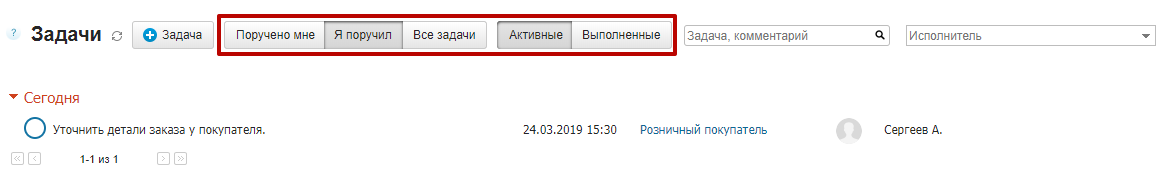 ? Задачи Задача Поручено мне Я поручил Все задачи Активные Выполненные Задача, комментарий Исполнитель
Сегодня
Уточнить детали заказа у покупателя. 24.03.2019 15:30 Розничный покупатель Сергеев А.
1-1 из 1